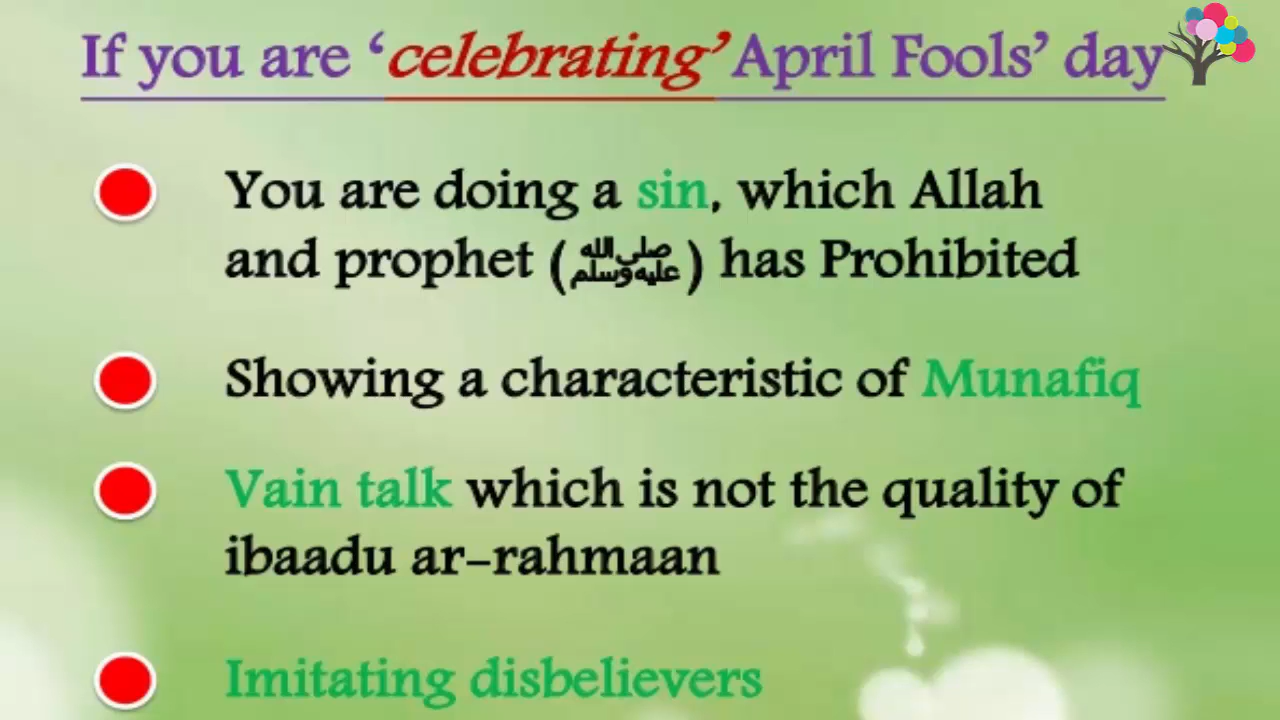 If you are ‘celebrating’ April Fools’ day
You are doing a sin, which Allah
and prophet (ﷺ) has Prohibited
Showing a characteristic of Munafiq
Vain talk which is not the quality of
ibaadu ar-rahmaan
Imitating disbelievers